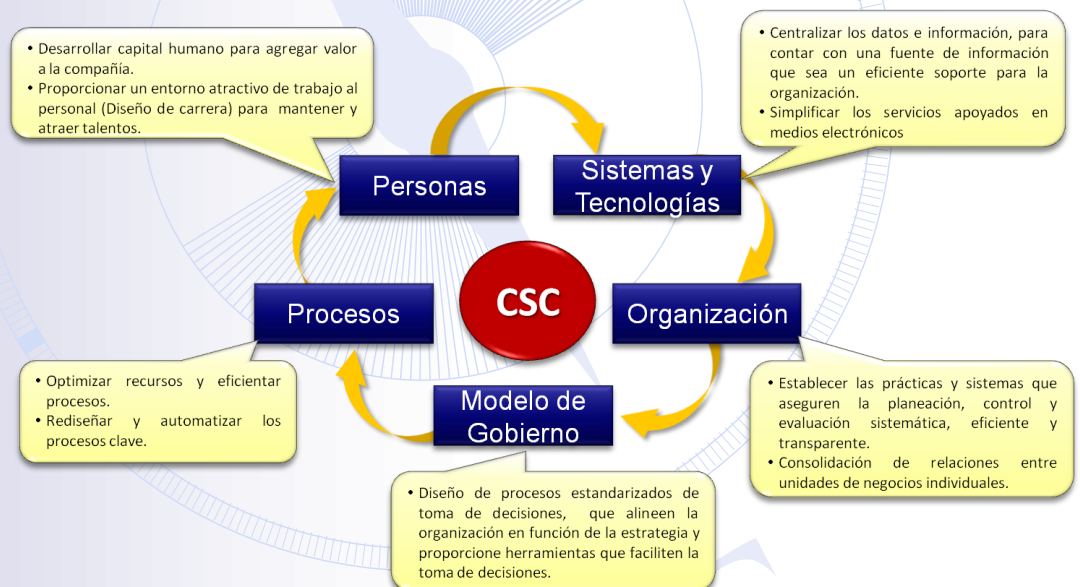 • Desarrollar capital humano para agregar valor
a la compañía.
• Proporcionar un entorno atractivo de trabajo al
personal (Diseño de carrera) para mantener y
atraer talentos.
• Centralizar los datos e información, para
contar con una fuente de información
que sea un eficiente soporte para la
organización.
• Simplificar los servicios apoyados en
medios electrónicos
Personas
Sistemas y
Tecnologías
CSC
Procesos
Organización
Modelo de
Gobierno
• Optimizar recursos y eficientar
procesos.
• Rediseñar y automatizar los
procesos clave.
• Establecer las prácticas y sistemas que
aseguren la planeación, control y
evaluación sistemática, eficiente y
transparente.
• Consolidación de relaciones entre
unidades de negocios individuales.
• Diseño de procesos estandarizados de
toma de decisiones, que alineen la
organización en función de la estrategia y
proporcione herramientas que faciliten la
toma de decisiones.